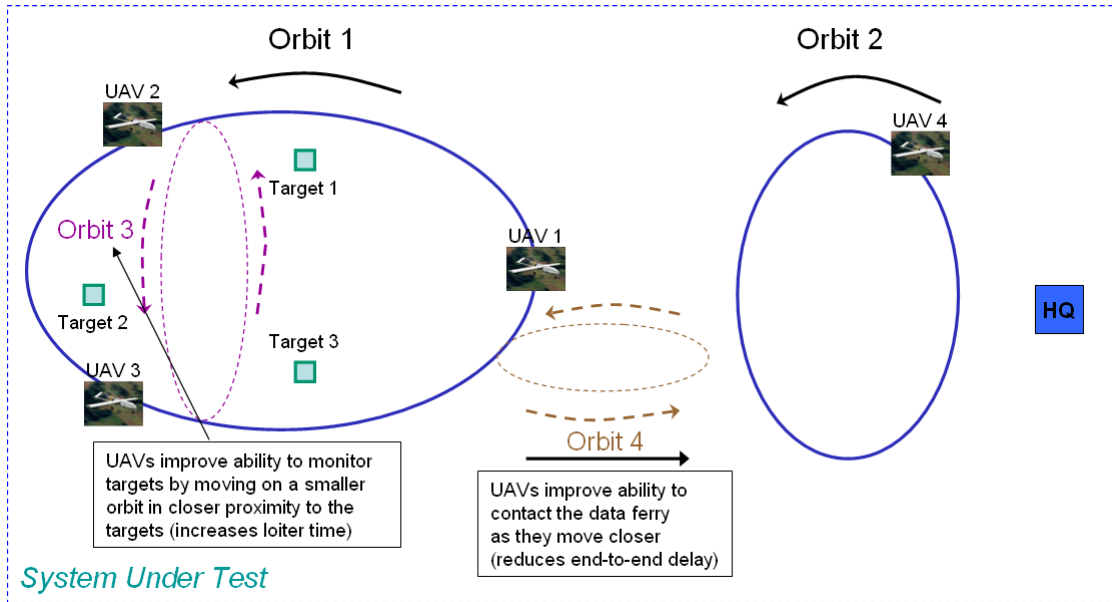 Orbit 1
Orbit 2
UAV 2
UAV 4
Target 1
Orbit 3
UAV 1
Target 2
HQ
Target 3
UAV 3
Orbit 4
UAVs improve ability to monitor
targets by moving on a smaller
orbit in closer proximity to the
targets (increases loiter time)
UAVs improve ability to
contact the data ferry
as they move closer
(reduces end-to-end delay)
System Under Test